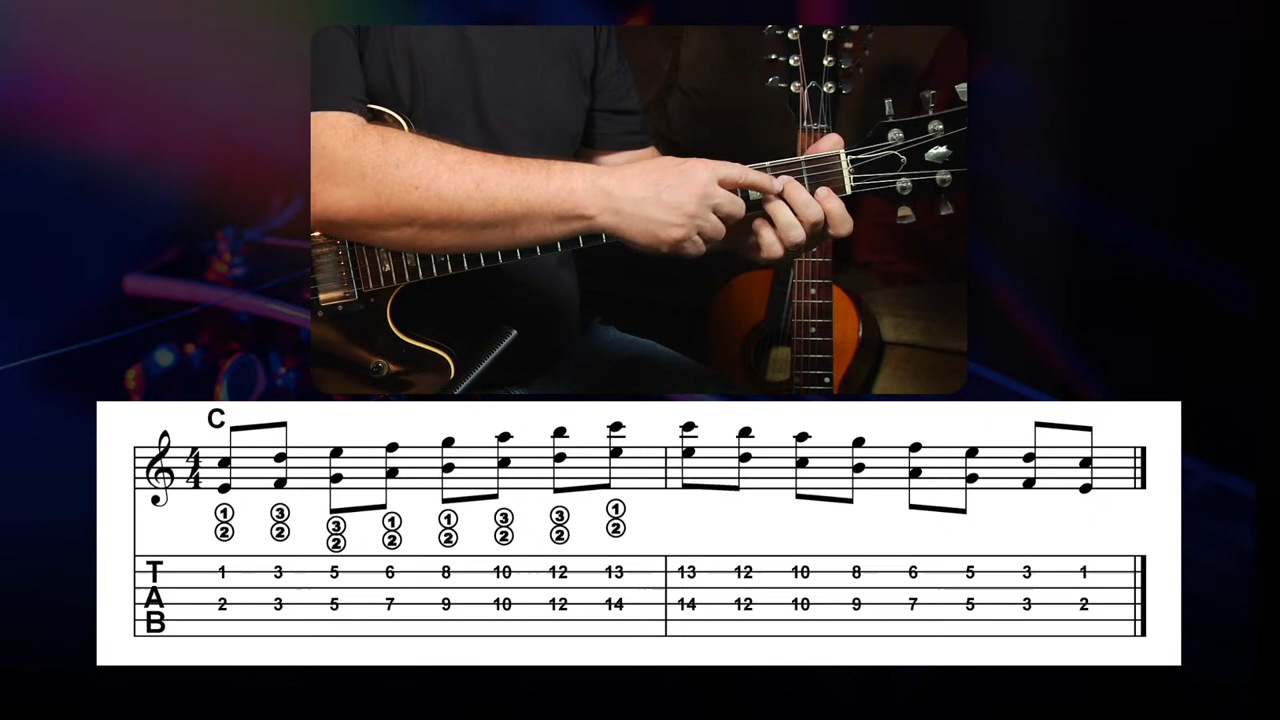 C
4
4
1 3 3 1 1 3 3 1
2 2 2 2 2 2 2 2
T 1 3 5 6 8 10 12 13 13 12 10 8 6 5 3 1
A 2 3 5 7 9 10 12 14 14 12 10 9 7 5 3 2
B